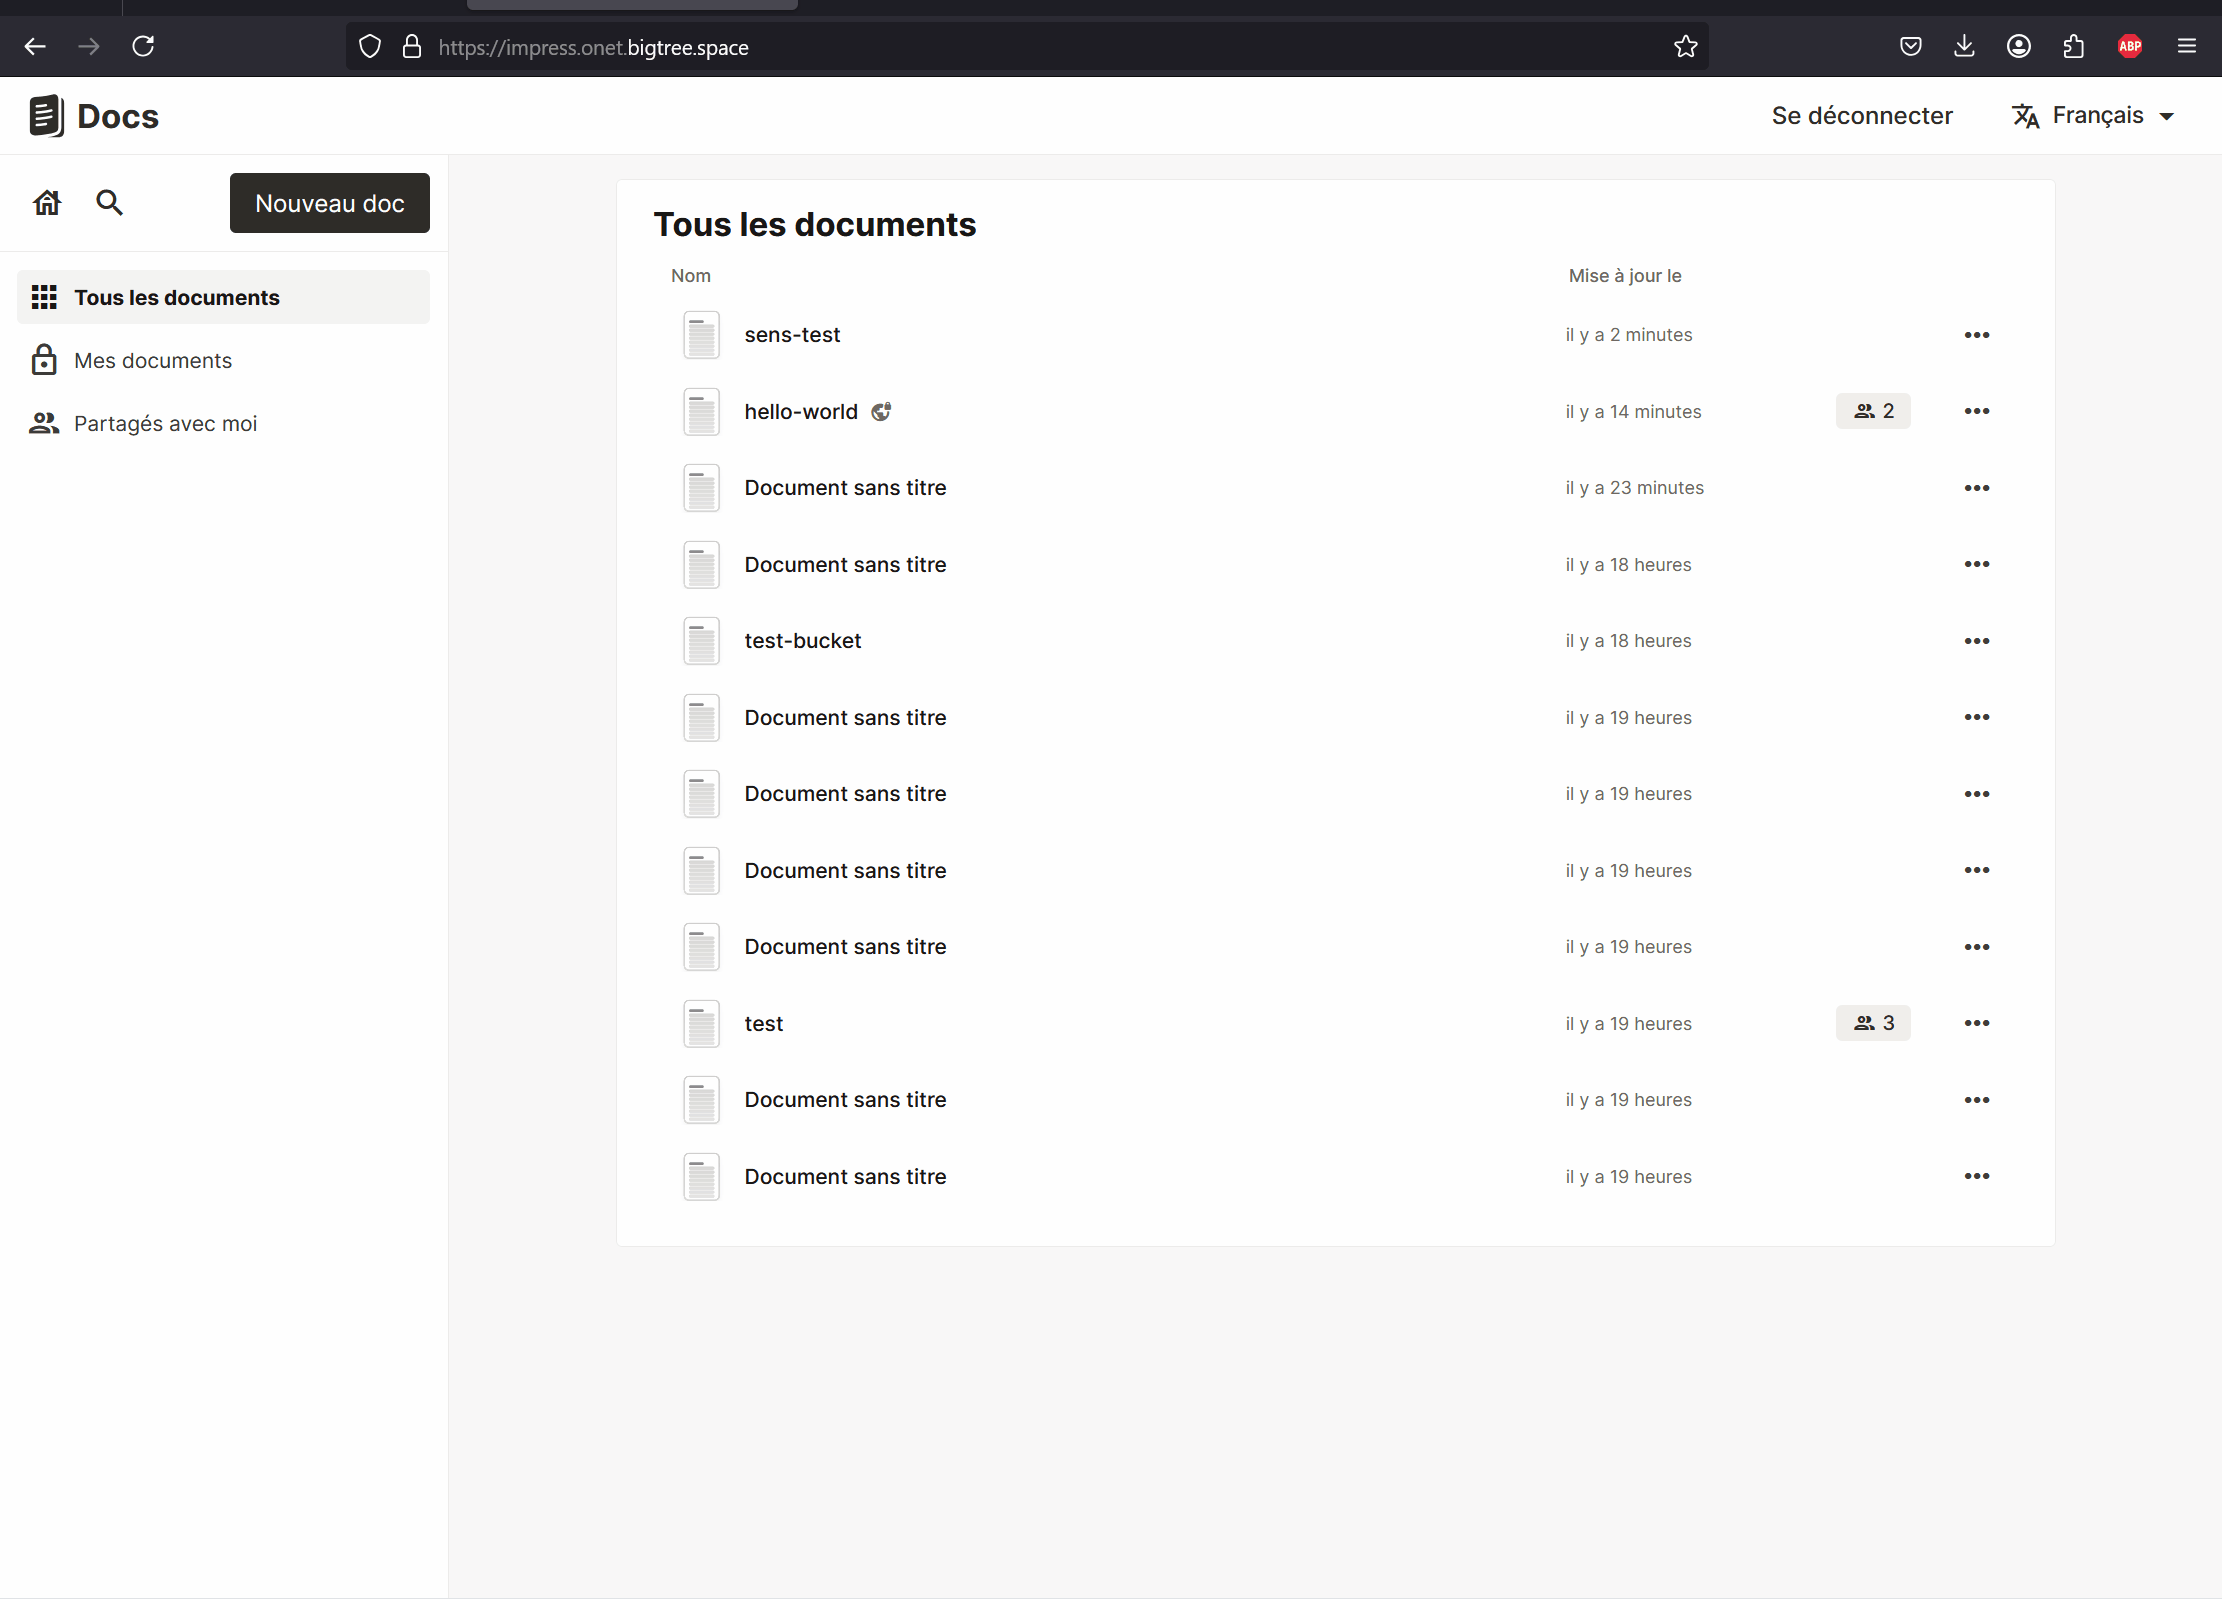 https://impress.onet.bigtree.space
ABP
Docs
Se déconnecter
Français
Nouveau doc
Tous les documents
Mes documents
Partagés avec moi
Tous les documents
Nom Mise à jour le
sens-test il y a 2 minutes
hello-world il y a 14 minutes 2
Document sans titre il y a 23 minutes
Document sans titre il y a 18 heures
test-bucket il y a 18 heures
Document sans titre il y a 19 heures
Document sans titre il y a 19 heures
Document sans titre il y a 19 heures
Document sans titre il y a 19 heures
test il y a 19 heures 3
Document sans titre il y a 19 heures
Document sans titre il y a 19 heures